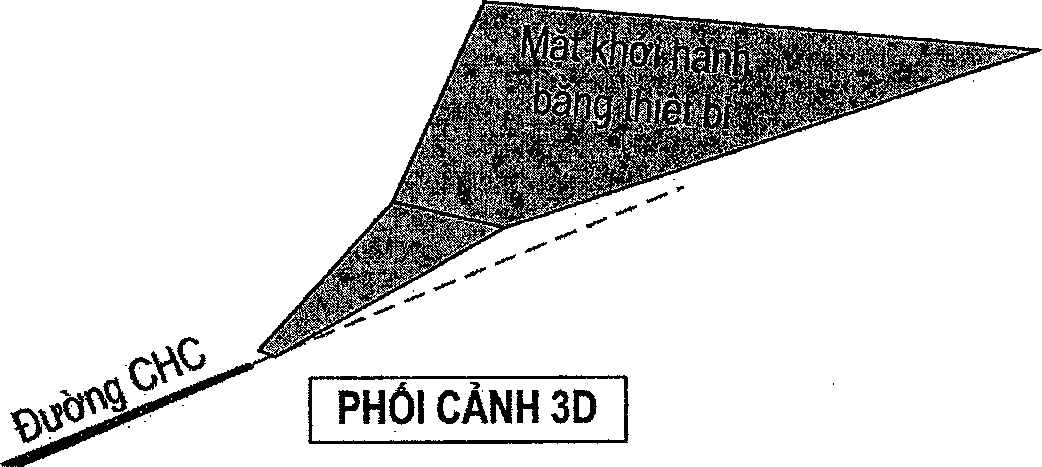 Mặt khởi hành
bằng thiết bị
Đường CHC
PHỐI CẢNH 3D